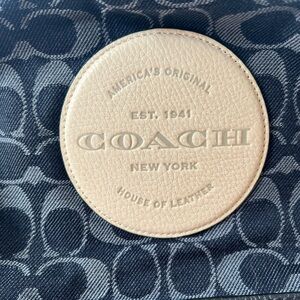 AMERICA'S ORIGINAL
EST. 1941
COACH
NEW YORK
HOUSE OF LEATHER